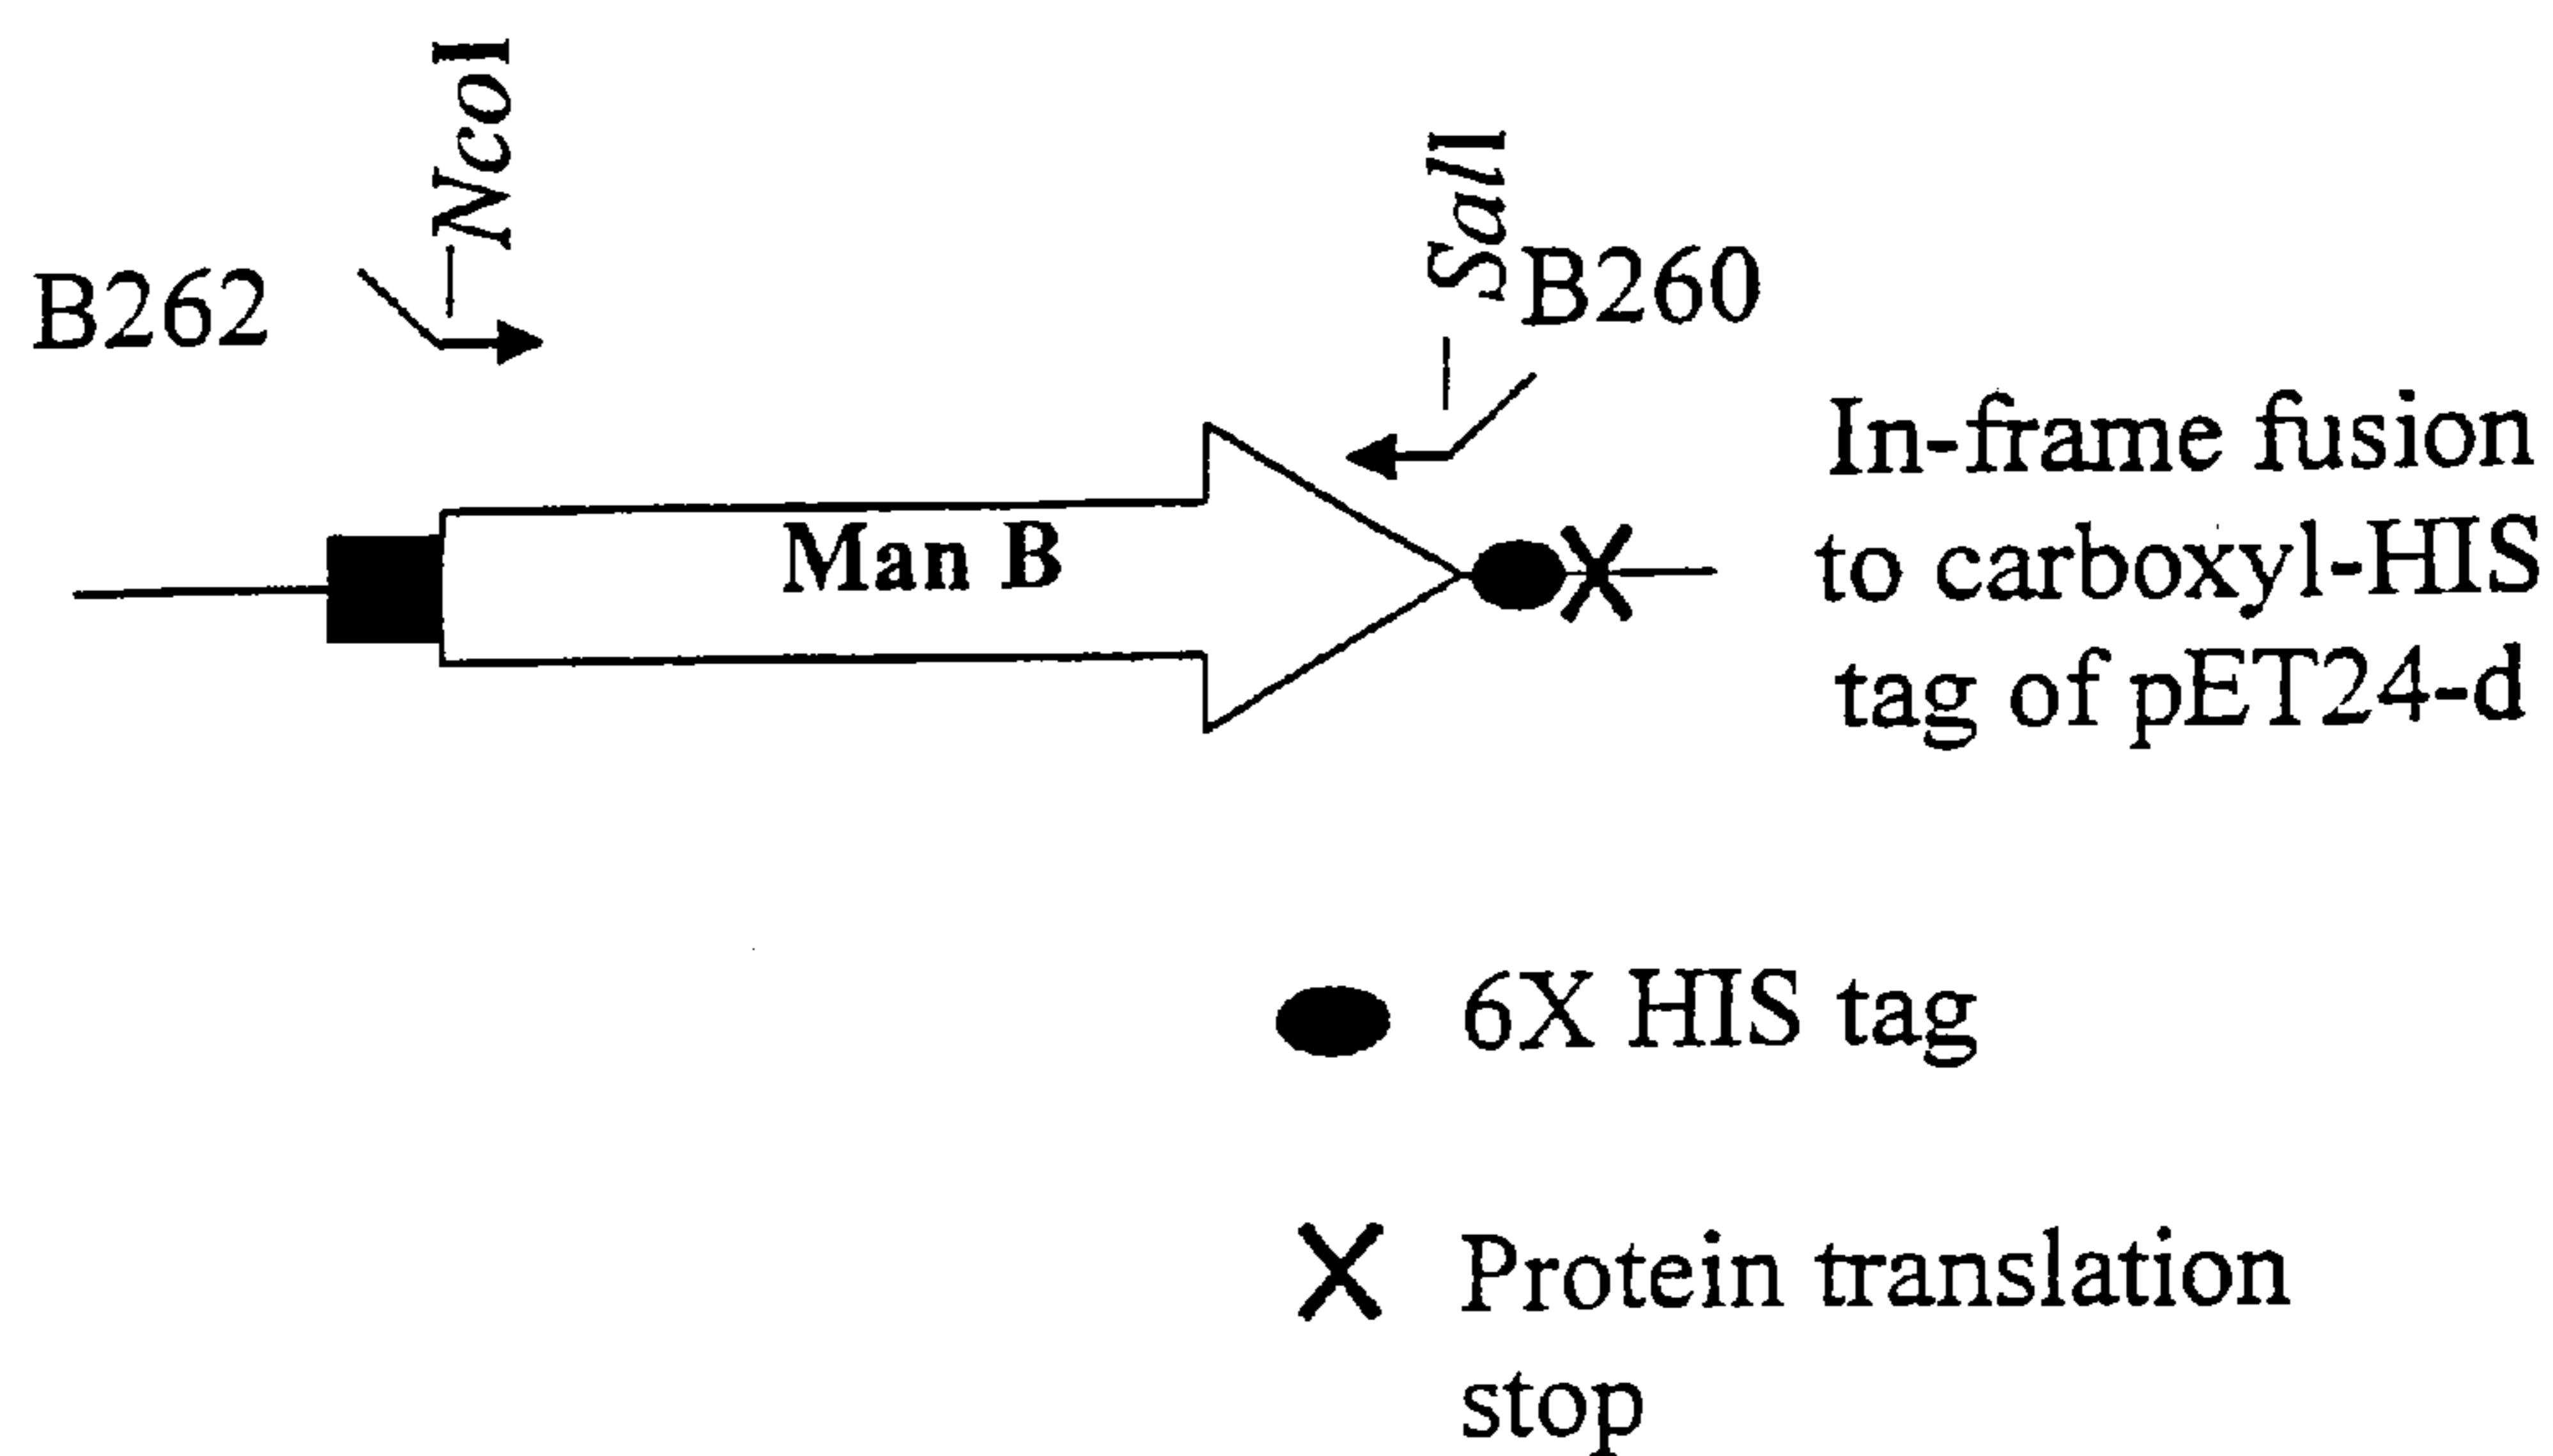 NcoI
SalI
B262
B260
In-frame fusion
to carboxyl-HIS
tag of pET24-d
Man B
6X HIS tag
Protein translation
stop